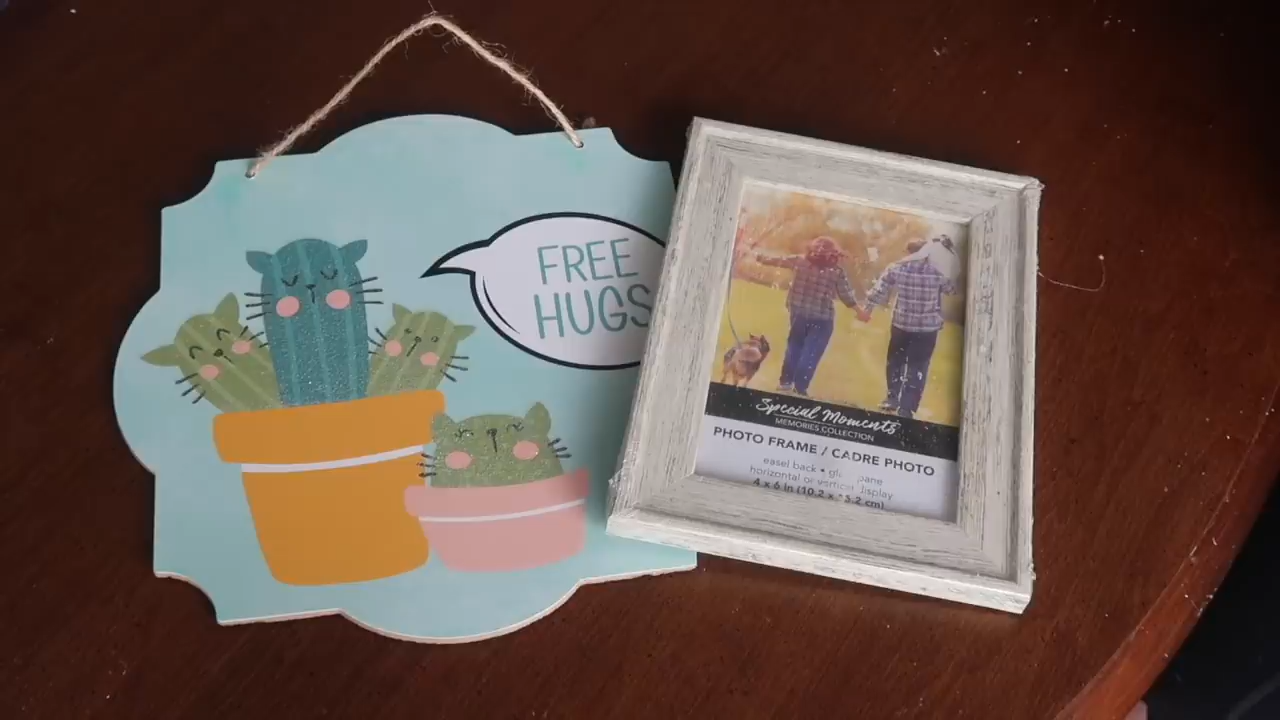 FREE
HUGS
Special Moments
MEMORIES COLLECTION
PHOTO FRAME / CADRE PHOTO
easel back • pane
horizontal or vertical display
4 x 6 in (10.2 x 15.2 cm)